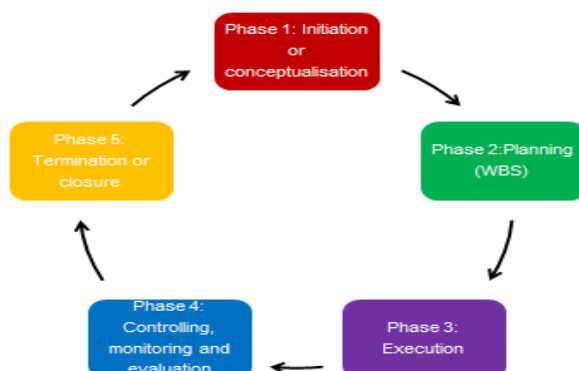 Phase 1: Initiation
or
conceptualisation
Phase 2:Planning
(WBS)
Phase 3:
Execution
Phase 4:
Controlling,
monitoring and
evaluation
Phase 5:
Termination or
closure